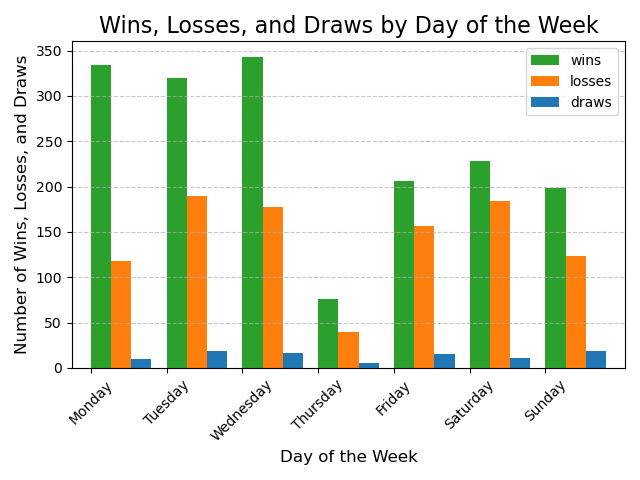 Wins, Losses, and Draws by Day of the Week
Number of Wins, Losses, and Draws
350
300
250
200
150
100
50
0
wins
losses
draws
Monday
Tuesday
Wednesday
Thursday
Friday
Saturday
Sunday
Day of the Week